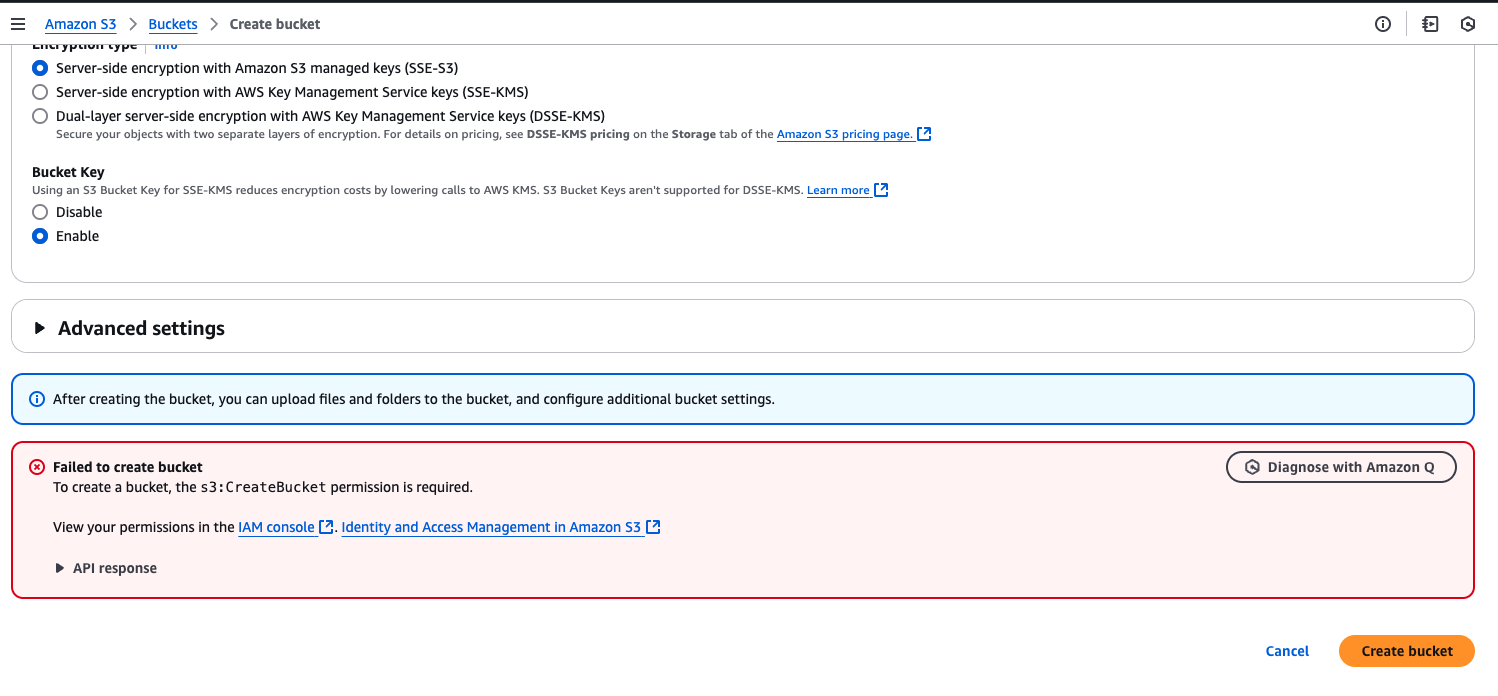 Amazon S3 > Buckets > Create bucket
Encryption type | Info
Server-side encryption with Amazon S3 managed keys (SSE-S3)
Server-side encryption with AWS Key Management Service keys (SSE-KMS)
Dual-layer server-side encryption with AWS Key Management Service keys (DSSE-KMS)
Secure your objects with two separate layers of encryption. For details on pricing, see DSSE-KMS pricing on the Storage tab of the Amazon S3 pricing page.
Bucket Key
Using an S3 Bucket Key for SSE-KMS reduces encryption costs by lowering calls to AWS KMS. S3 Bucket Keys aren't supported for DSSE-KMS. Learn more
Disable
Enable
Advanced settings
After creating the bucket, you can upload files and folders to the bucket, and configure additional bucket settings.
Failed to create bucket
Diagnose with Amazon Q
To create a bucket, the s3:CreateBucket permission is required.
View your permissions in the IAM console. Identity and Access Management in Amazon S3
API response
Cancel
Create bucket